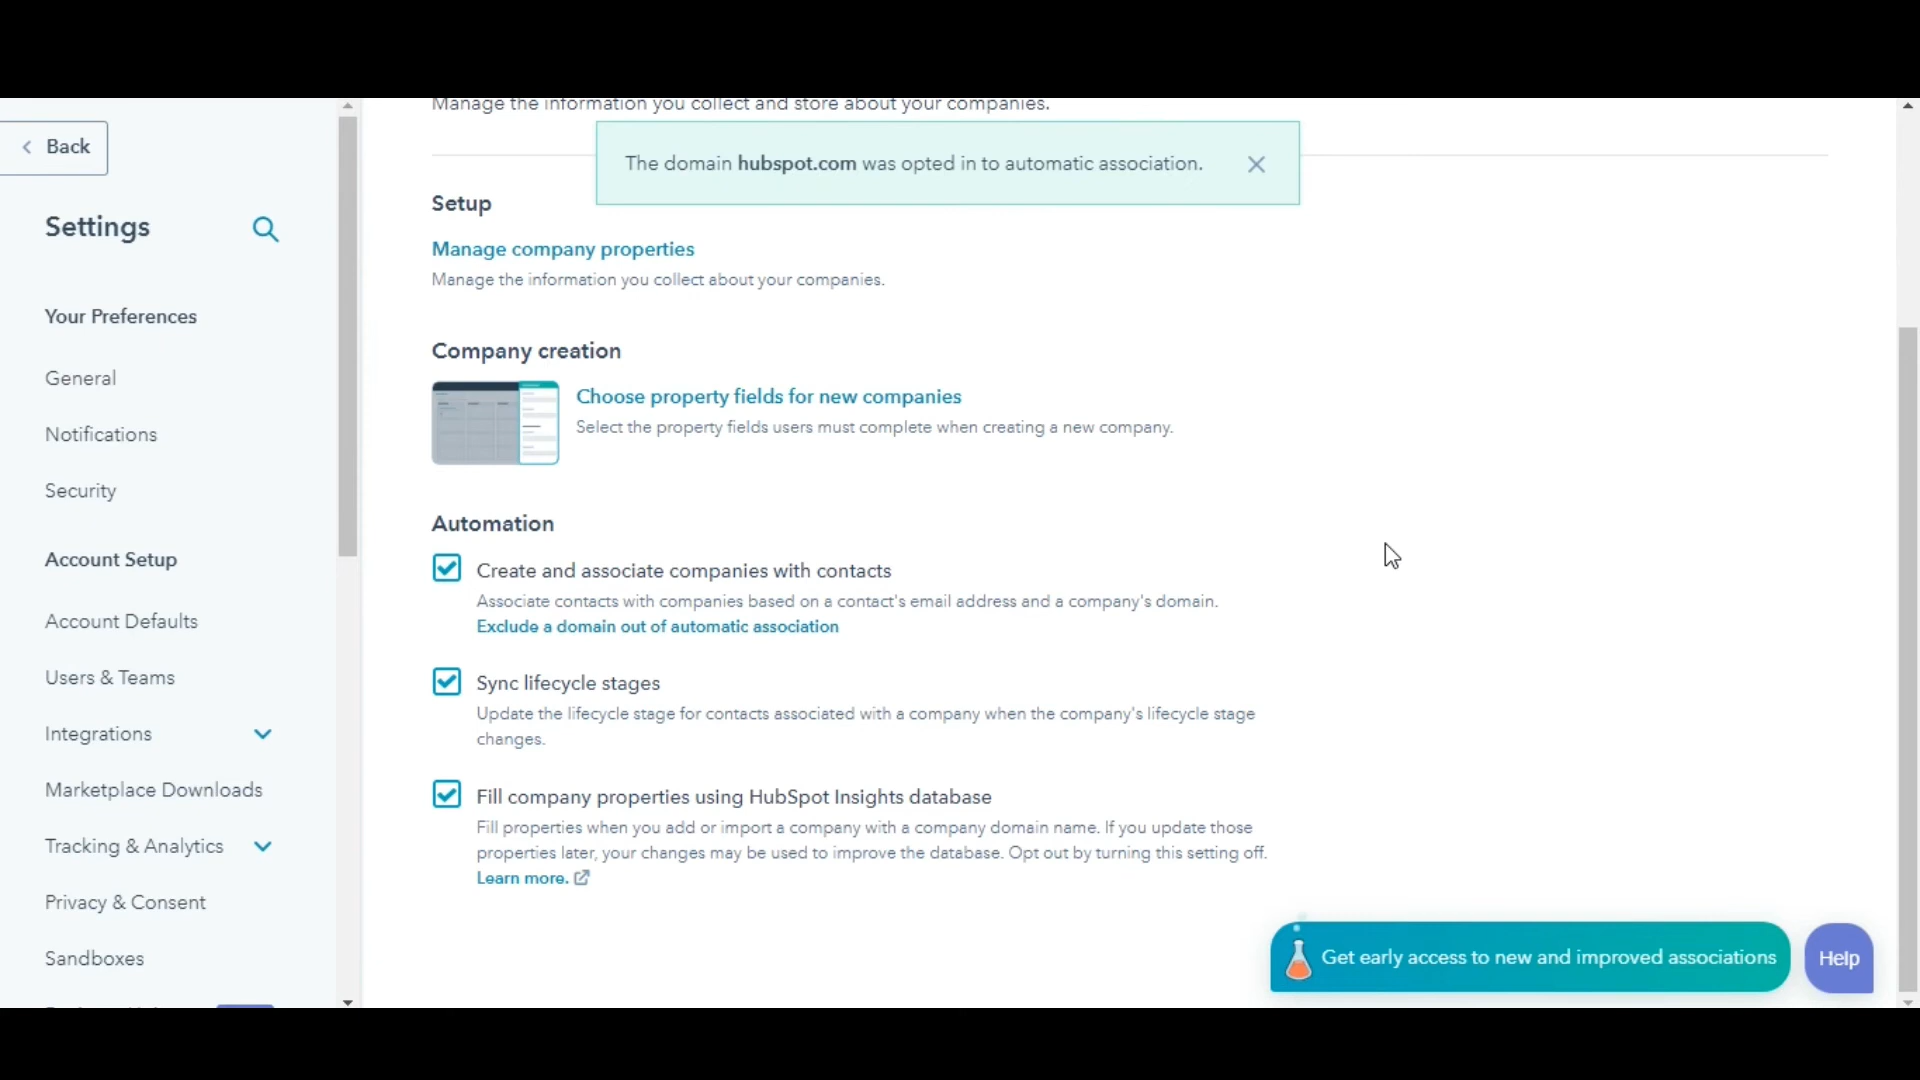 Manage the information you collect and store about your companies.
Back
The domain hubspot.com was opted in to automatic association.
Settings
Setup
Manage company properties
Manage the information you collect about your companies.
Your Preferences
General
Notifications
Security
Company creation
Choose property fields for new companies
Select the property fields users must complete when creating a new company.
Account Setup
Account Defaults
Users & Teams
Integrations
Marketplace Downloads
Tracking & Analytics
Privacy & Consent
Sandboxes
Automation
Create and associate companies with contacts
Associate contacts with companies based on a contact's email address and a company's domain.
Exclude a domain out of automatic association
Sync lifecycle stages
Update the lifecycle stage for contacts associated with a company when the company's lifecycle stage
changes.
Fill company properties using HubSpot Insights database
Fill properties when you add or import a company with a company domain name. If you update those
properties later, your changes may be used to improve the database. Opt out by turning this setting off.
Learn more.
Get early access to new and improved associations
Help